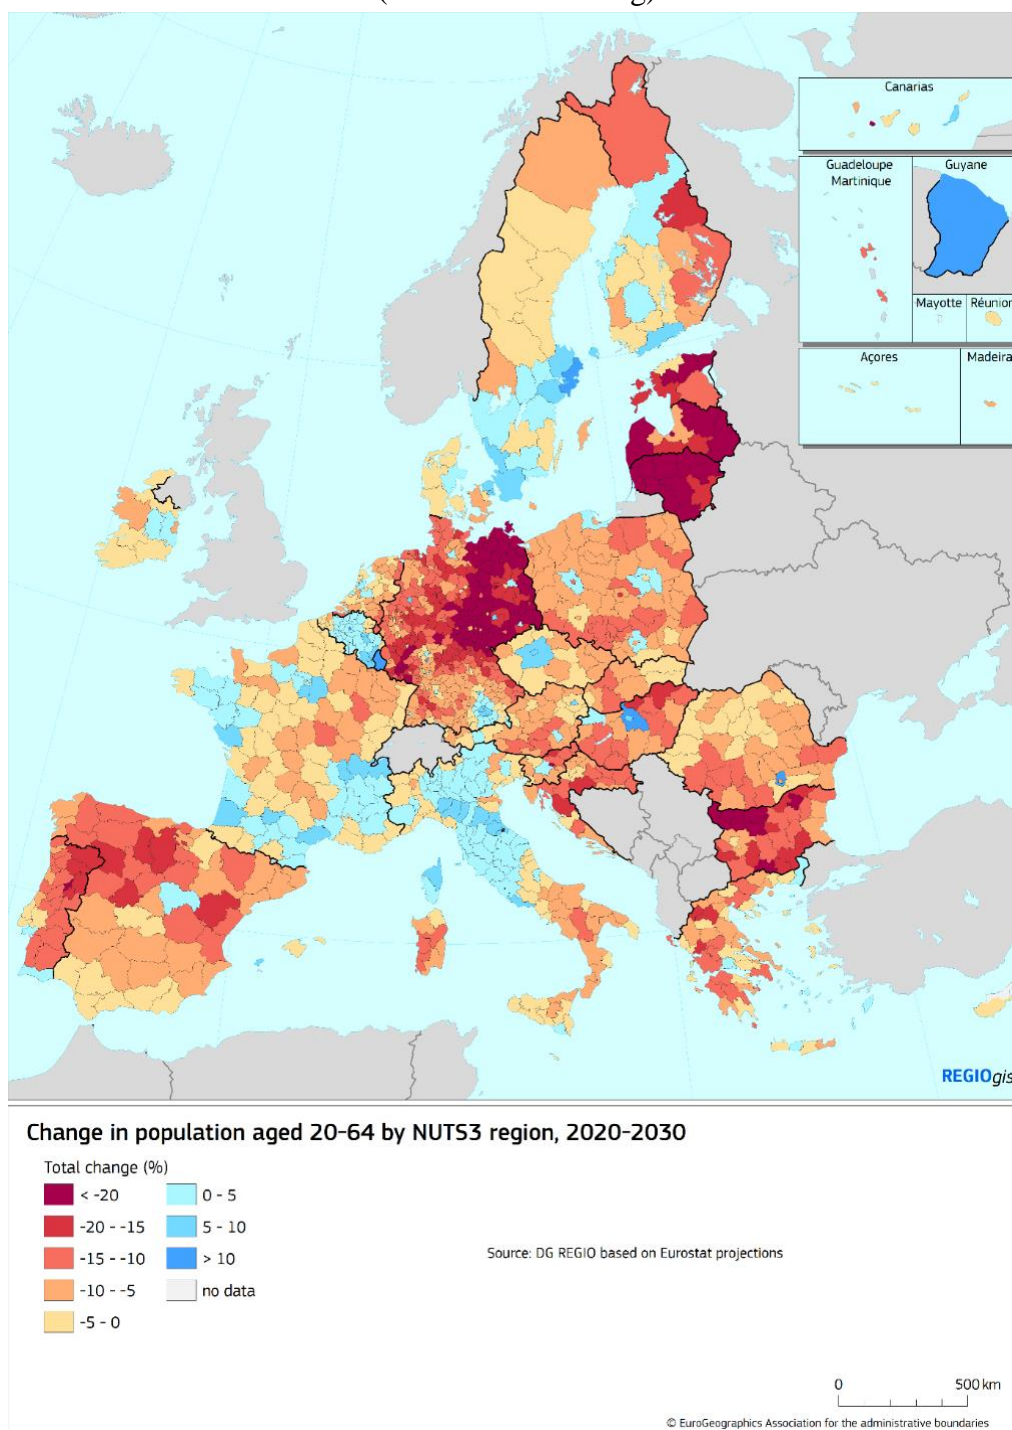 Canarias
Guadeloupe
Martinique
Guyane
Mayotte
Réunion
Açores
Madeira
REGIOgis
Change in population aged 20-64 by NUTS3 region, 2020-2030
Total change (%)
< -20
0 - 5
-20 - -15
5 - 10
-15 - -10
> 10
-10 - -5
no data
-5 - 0
Source: DG REGIO based on Eurostat projections
0
500 km
© EuroGeographics Association for the administrative boundaries